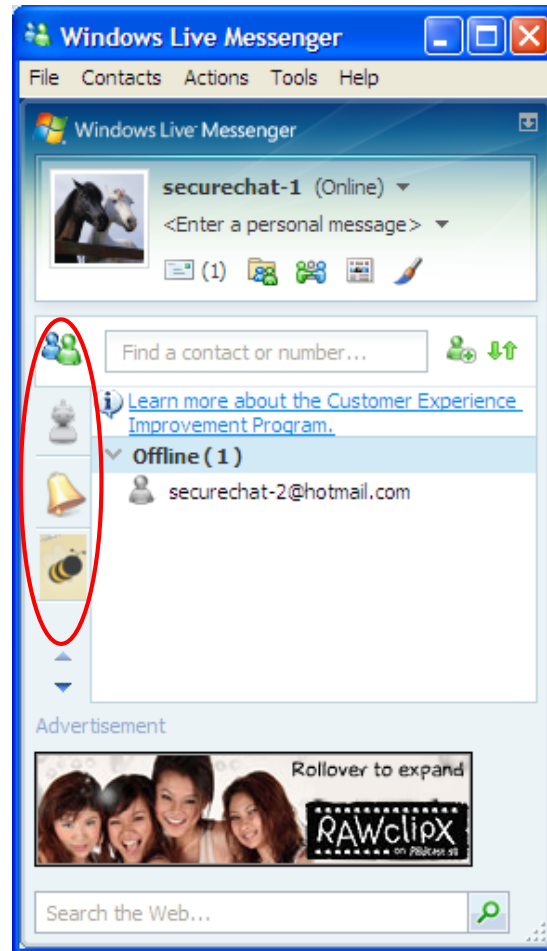 Windows Live Messenger
File Contacts Actions Tools Help
Windows Live Messenger
securechat-1 (Online)
<Enter a personal message>
(1)
Find a contact or number...
Learn more about the Customer Experience
Improvement Program.
Offline ( 1 )
securechat-2@hotmail.com
Advertisement
Rollover to expand
RAWclipX
Search the Web...